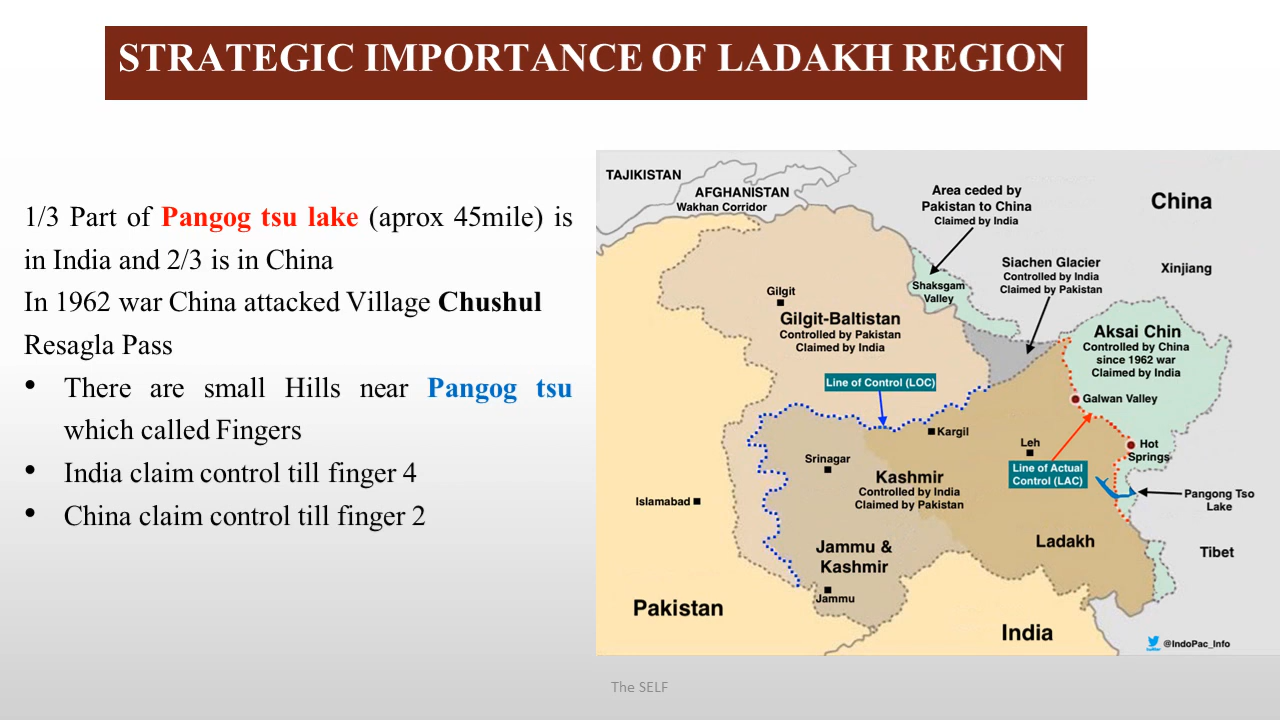 STRATEGIC IMPORTANCE OF LADAKH REGION
1/3 Part of Pangog tsu lake (aprox 45mile) is
in India and 2/3 is in China
In 1962 war China attacked Village Chushul
Resagla Pass
• There are small Hills near Pangog tsu
which called Fingers
• India claim control till finger 4
• China claim control till finger 2
TAJIKISTAN
AFGHANISTAN
Wakhan Corridor
Area ceded by
Pakistan to China
Claimed by India
China
Siachen Glacier
Controlled by India
Claimed by Pakistan
Xinjiang
Shaksgam
Valley
Gilgit
Gilgit-Baltistan
Controlled by Pakistan
Claimed by India
Aksai Chin
Controlled by China
since 1962 war
Claimed by India
Line of Control (LOC)
Galwan Valley
Kargil
Leh
Hot
Springs
Srinagar
Line of Actual
Control (LAC)
Kashmir
Controlled by India
Claimed by Pakistan
Islamabad
Pangong Tso
Lake
Ladakh
Tibet
Jammu &
Kashmir
Jammu
Pakistan
India
@IndoPac_Info
The SELF